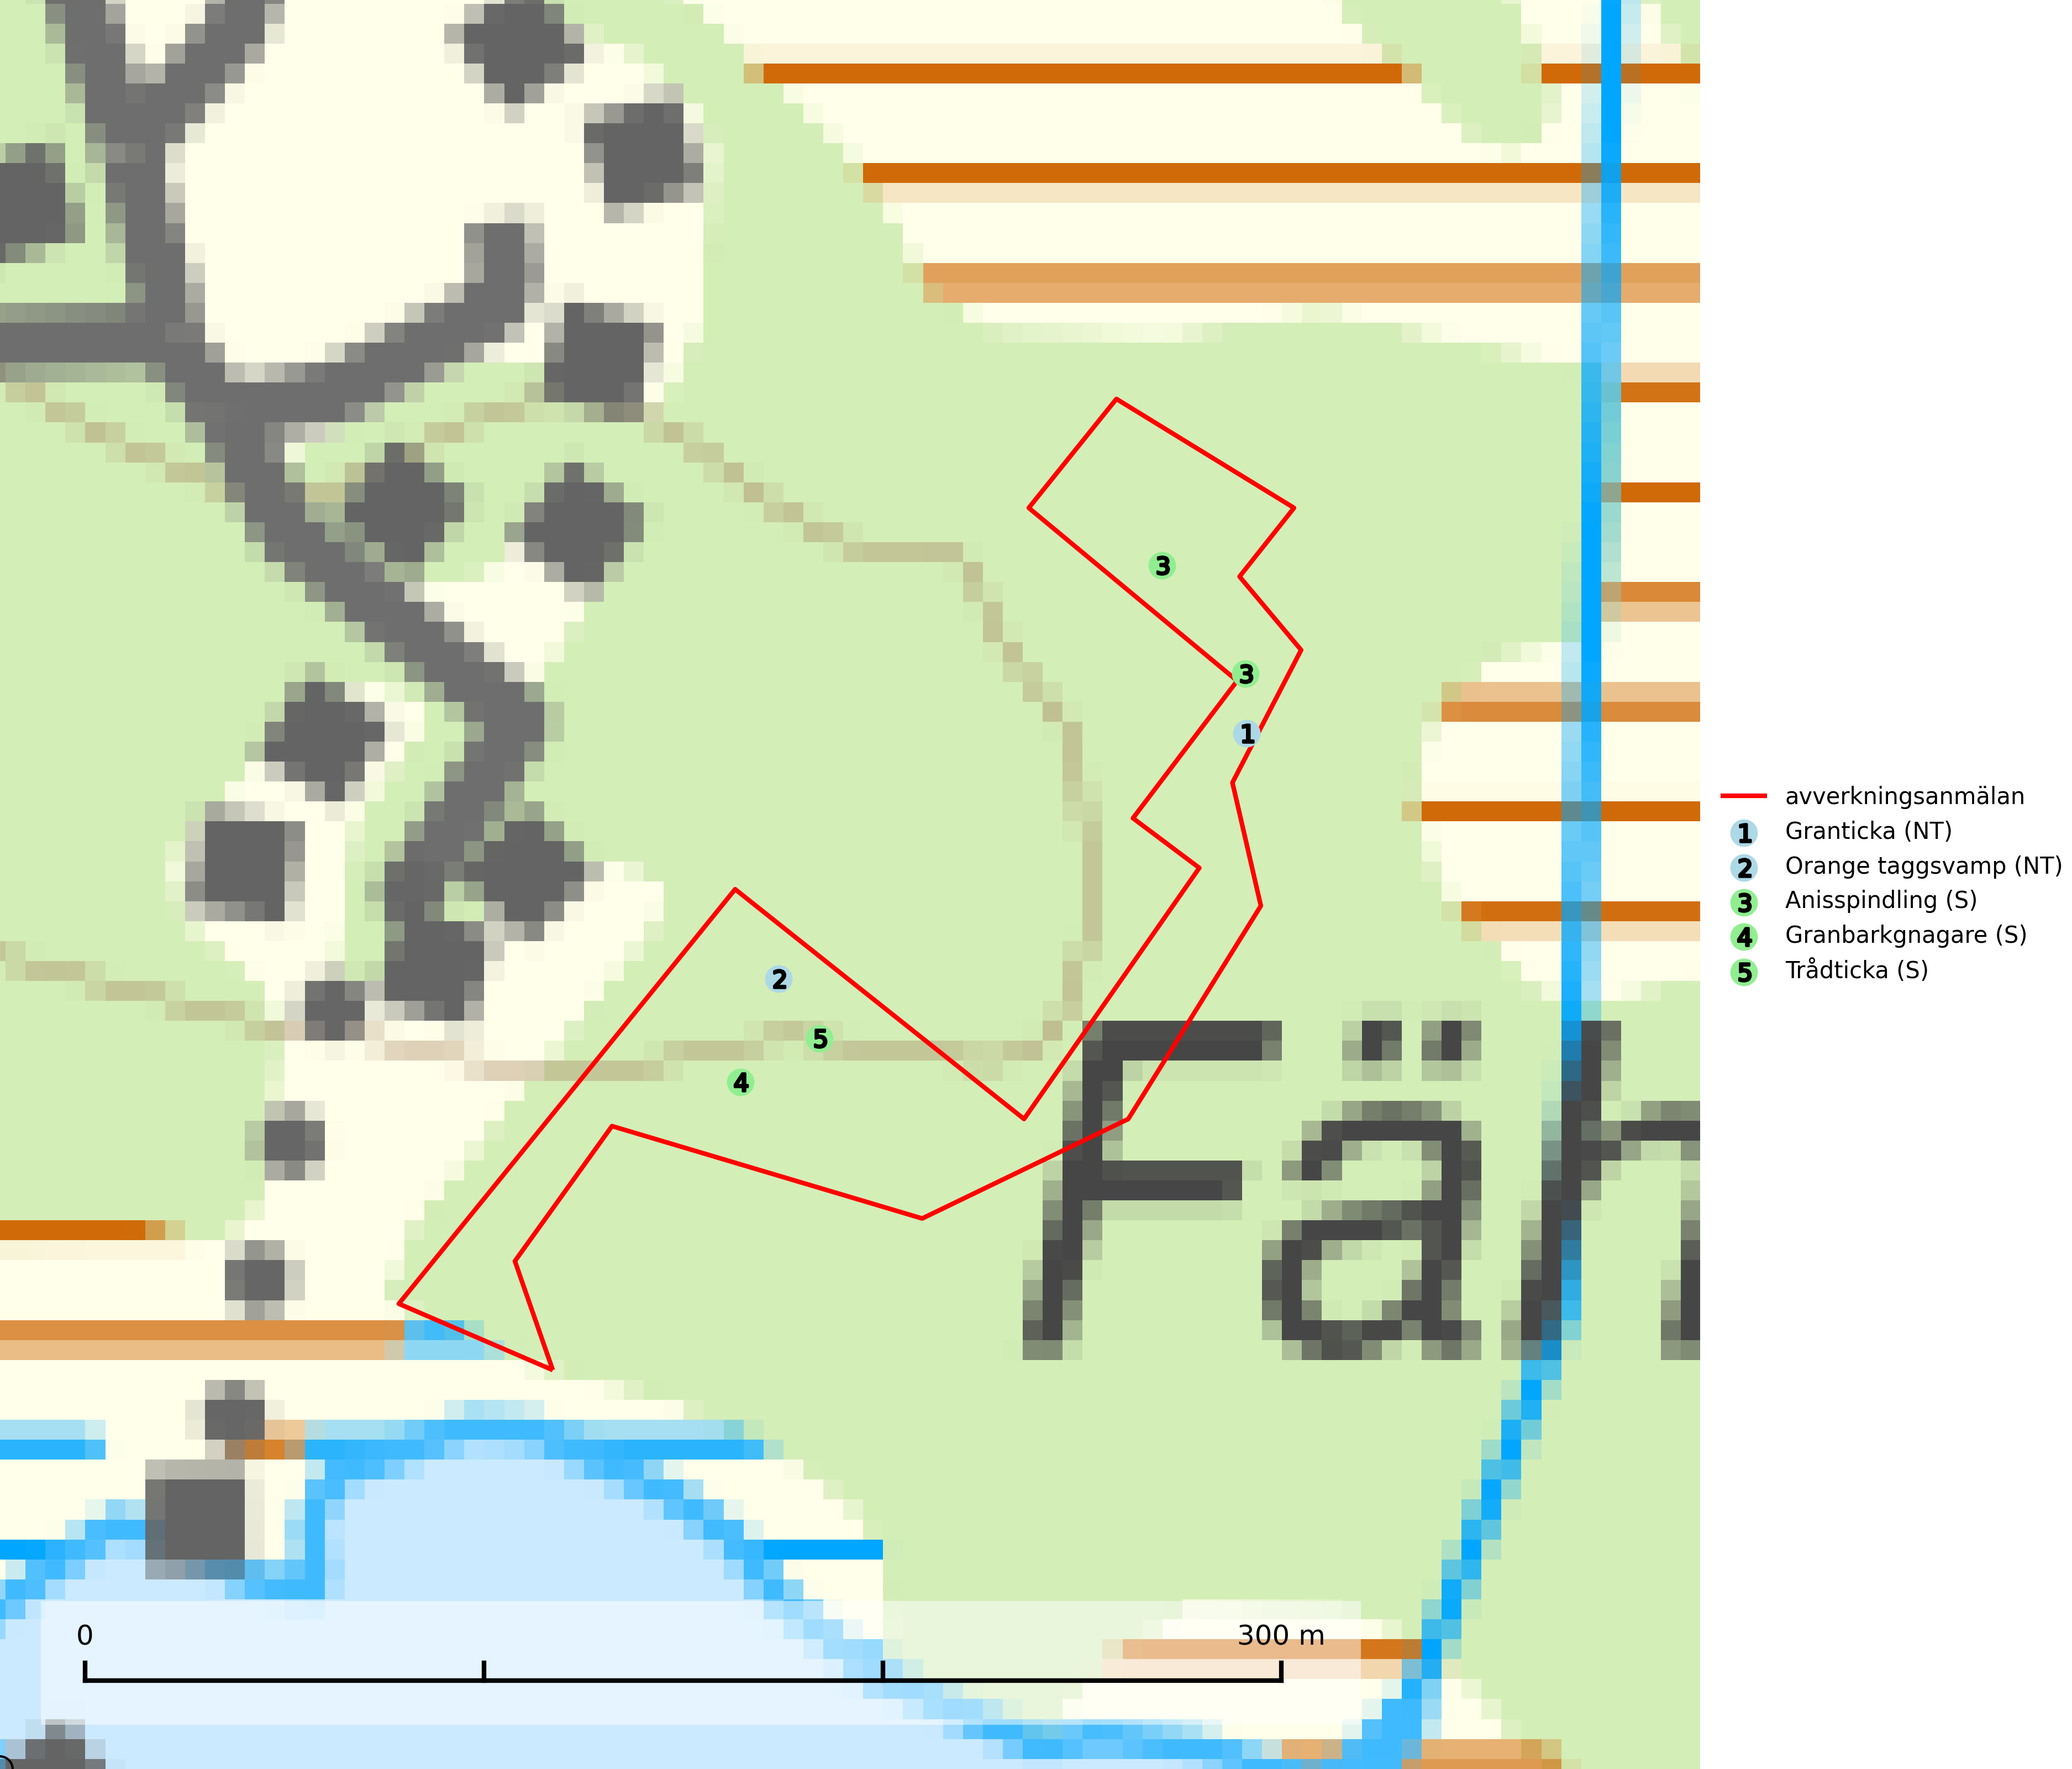 3
3
1
avverkningsanmälan
1 Granticka (NT)
2 Orange taggsvamp (NT)
3 Anisspindling (S)
4 Granbarkgnagare (S)
5 Trådticka (S)
2
5
4
Fä
0 300 m